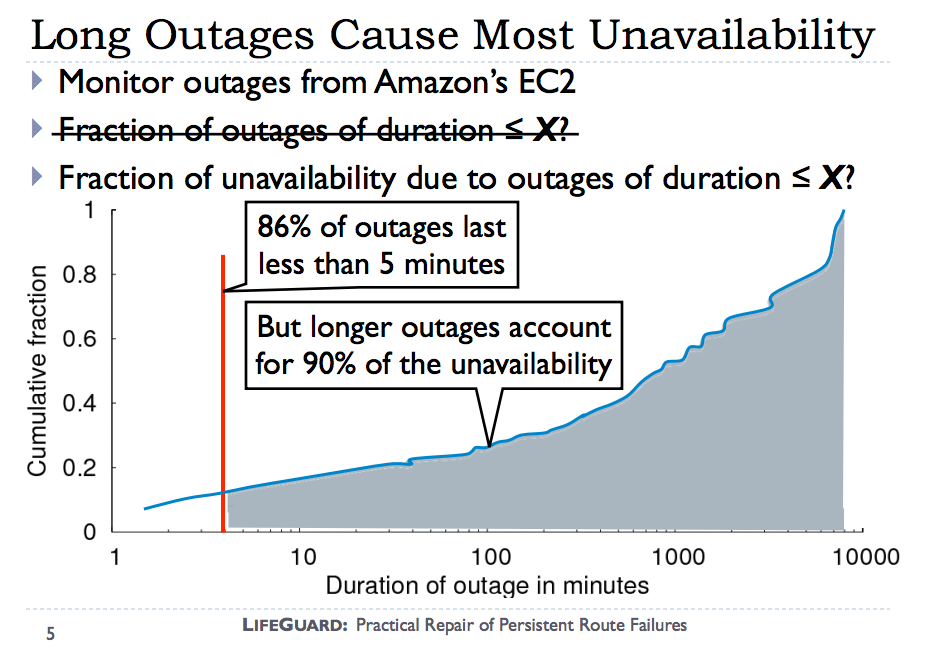 Long Outages Cause Most Unavailability
Monitor outages from Amazon's EC2
Fraction of outages of duration ≤ X?
Fraction of unavailability due to outages of duration ≤ X?
86% of outages last
less than 5 minutes
But longer outages account
for 90% of the unavailability
Cumulative fraction
1
0.8
0.6
0.4
0.2
0
1 10 100 1000 10000
Duration of outage in minutes
5
LIFEGUARD: Practical Repair of Persistent Route Failures